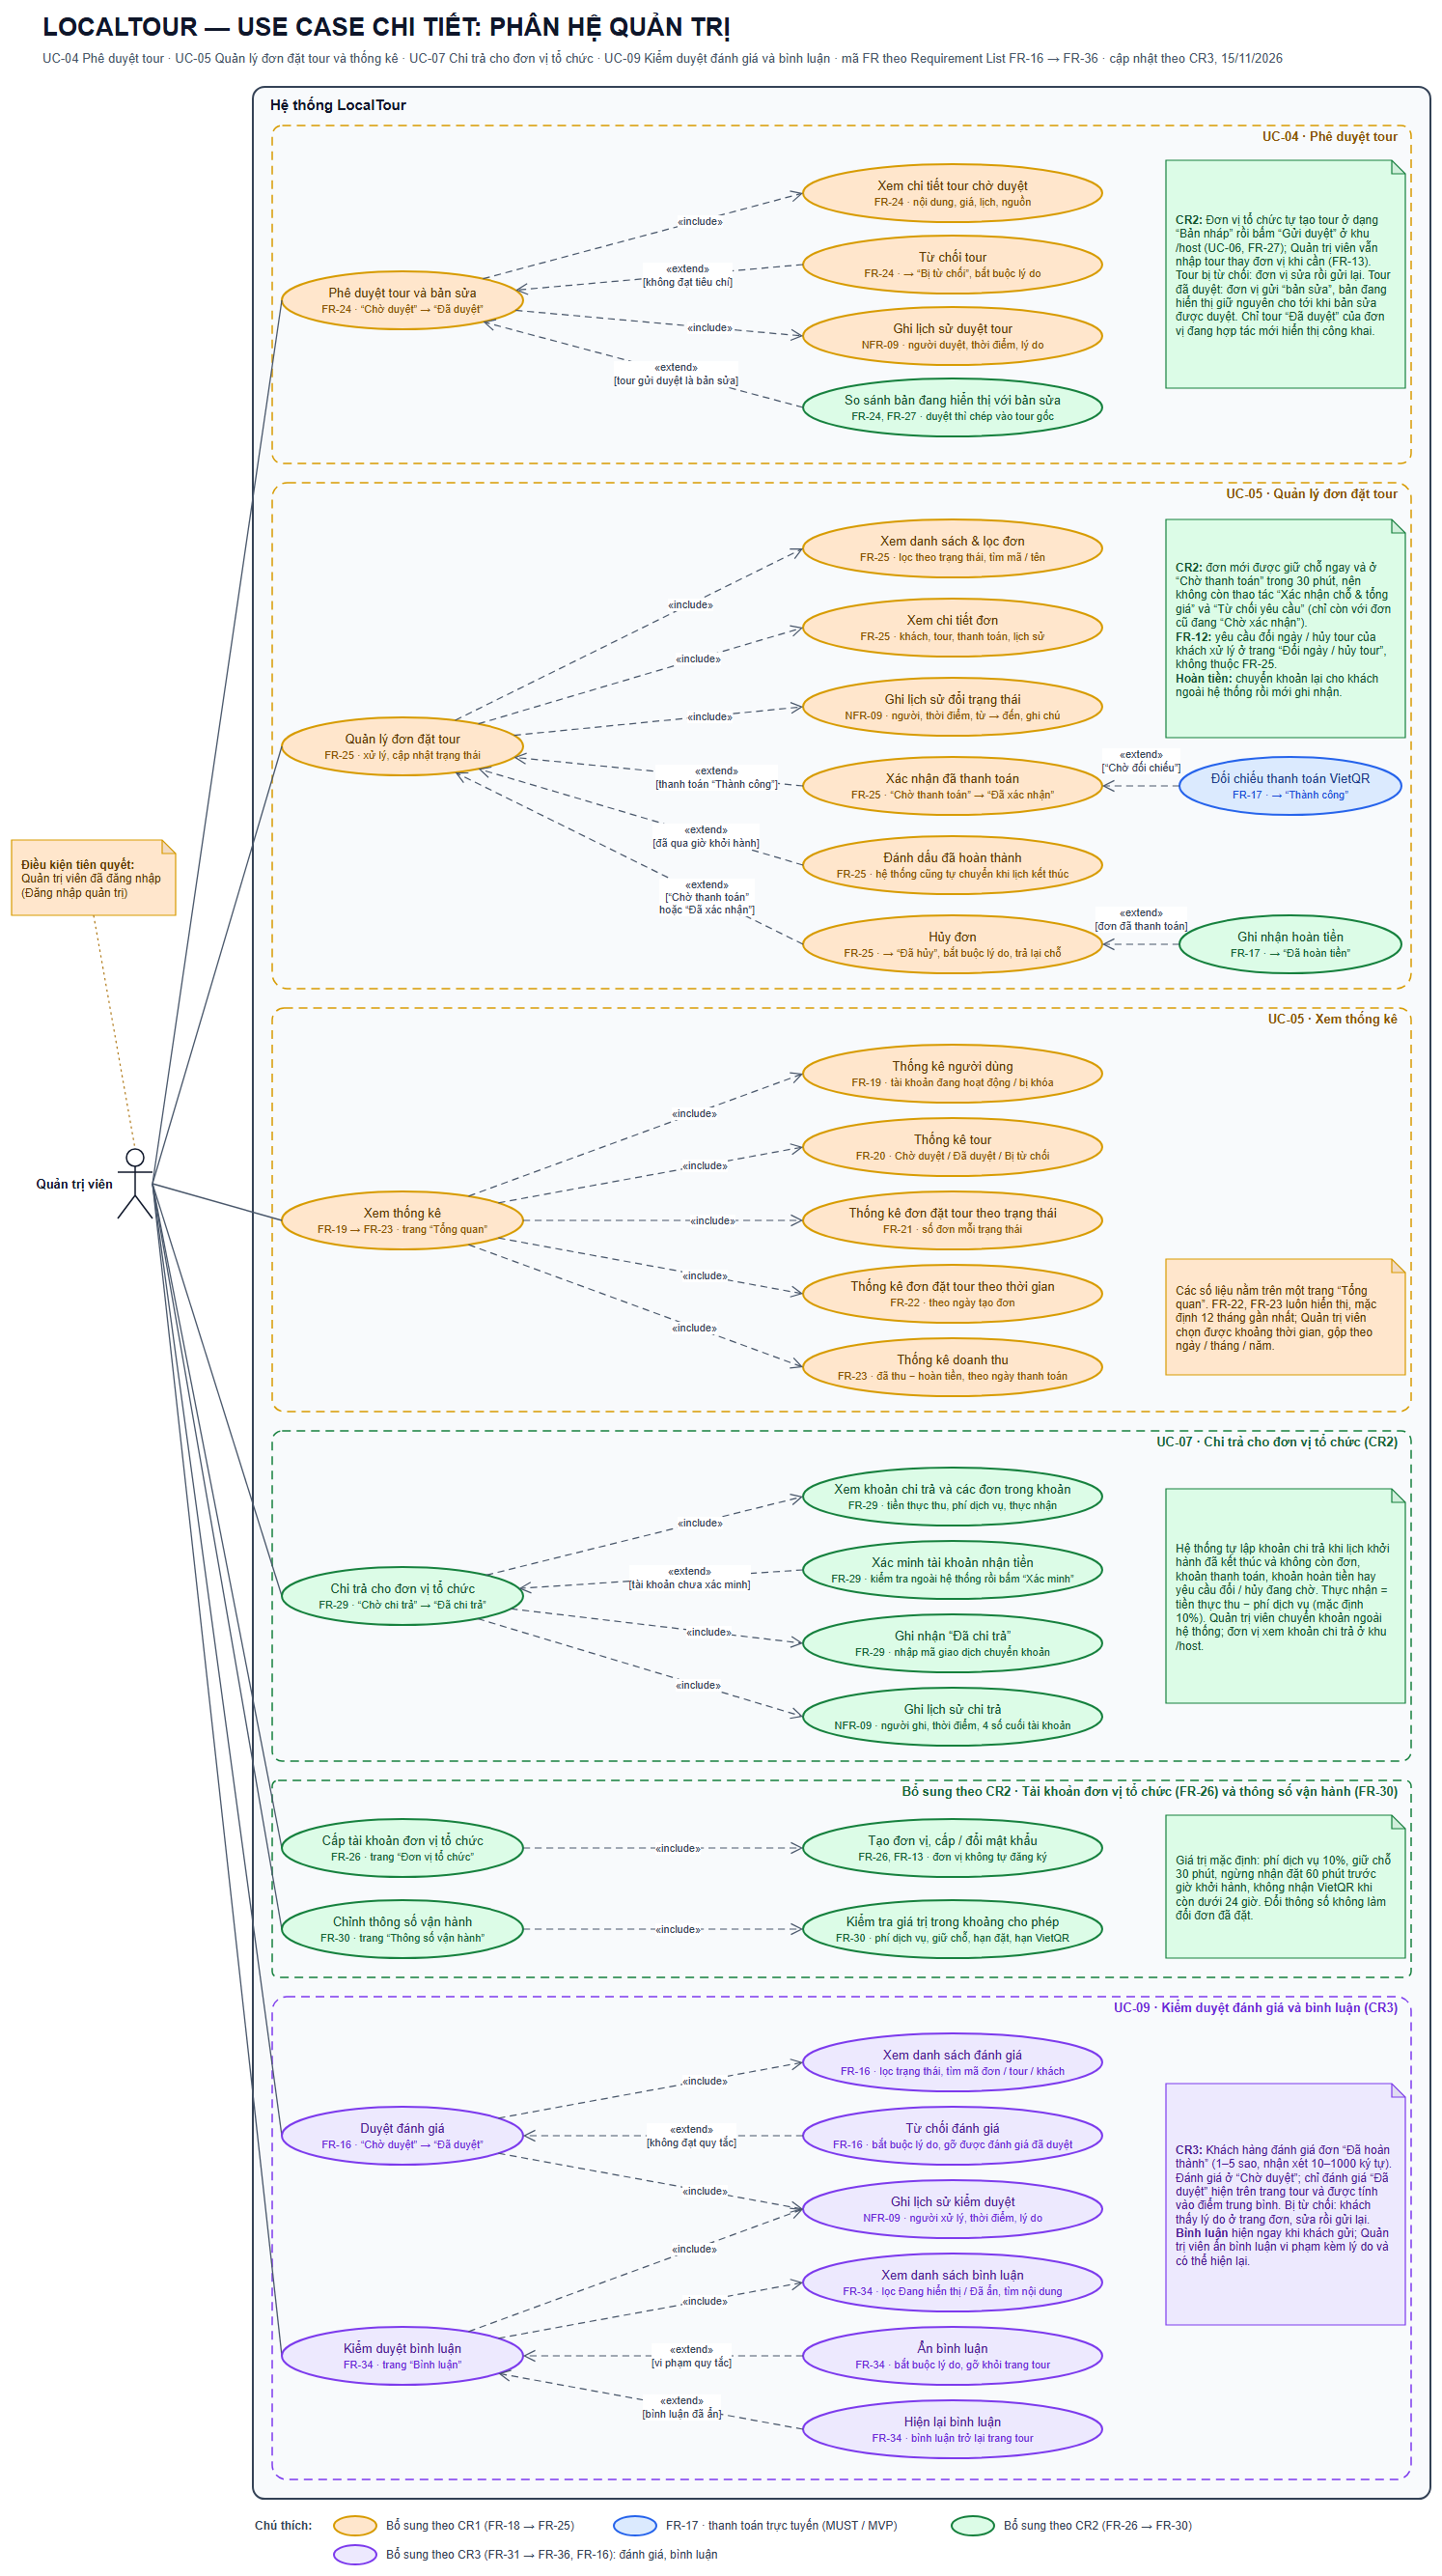 LOCALTOUR — USE CASE CHI TIẾT: PHÂN HỆ QUẢN TRỊ
UC-04 Phê duyệt tour · UC-05 Quản lý đơn đặt tour và thống kê · UC-07 Chi trả cho đơn vị tổ chức · UC-09 Kiểm duyệt đánh giá và bình luận · mã FR theo Requirement List FR-16 → FR-36 · cập nhật theo CR3, 15/11/2026
Hệ thống LocalTour
UC-04 · Phê duyệt tour
Phê duyệt tour và bản sửa
FR-24 · “Chờ duyệt” → “Đã duyệt”
«include»
«extend»
[không đạt tiêu chí]
«include»
«extend»
[tour gửi duyệt là bản sửa]
Xem chi tiết tour chờ duyệt
FR-24 · nội dung, giá, lịch, nguồn
Từ chối tour
FR-24 · → “Bị từ chối”, bắt buộc lý do
Ghi lịch sử duyệt tour
NFR-09 · người duyệt, thời điểm, lý do
So sánh bản đang hiển thị với bản sửa
FR-24, FR-27 · duyệt thì chép vào tour gốc
CR2: Đơn vị tổ chức tự tạo tour ở dạng
“Bản nháp” rồi bấm “Gửi duyệt” ở khu
/host (UC-06, FR-27); Quản trị viên vẫn
nhập tour thay đơn vị khi cần (FR-13).
Tour bị từ chối: đơn vị sửa rồi gửi lại. Tour
đã duyệt: đơn vị gửi “bản sửa”, bản đang
hiển thị giữ nguyên cho tới khi bản sửa
được duyệt. Chỉ tour “Đã duyệt” của đơn
vị đang hợp tác mới hiển thị công khai.
UC-05 · Quản lý đơn đặt tour
Quản lý đơn đặt tour
FR-25 · xử lý, cập nhật trạng thái
«include»
«include»
«include»
«extend»
[thanh toán “Thành công”]
«extend»
[đã qua giờ khởi hành]
«extend»
[“Chờ thanh toán”
hoặc “Đã xác nhận”]
Xem danh sách & lọc đơn
FR-25 · lọc theo trạng thái, tìm mã / tên
Xem chi tiết đơn
FR-25 · khách, tour, thanh toán, lịch sử
Ghi lịch sử đổi trạng thái
NFR-09 · người, thời điểm, từ → đến, ghi chú
Xác nhận đã thanh toán
FR-25 · “Chờ thanh toán” → “Đã xác nhận”
Đánh dấu đã hoàn thành
FR-25 · hệ thống cũng tự chuyển khi lịch kết thúc
Hủy đơn
FR-25 · → “Đã hủy”, bắt buộc lý do, trả lại chỗ
CR2: đơn mới được giữ chỗ ngay và ở
“Chờ thanh toán” trong 30 phút, nên
không còn thao tác “Xác nhận chỗ & tổng
giá” và “Từ chối yêu cầu” (chỉ còn với đơn
cũ đang “Chờ xác nhận”).
FR-12: yêu cầu đổi ngày / hủy tour của
khách xử lý ở trang “Đổi ngày / hủy tour”,
không thuộc FR-25.
Hoàn tiền: chuyển khoản lại cho khách
ngoài hệ thống rồi mới ghi nhận.
«extend»
[“Chờ đối chiếu”]
Đối chiếu thanh toán VietQR
FR-17 · → “Thành công”
«extend»
[đơn đã thanh toán]
Ghi nhận hoàn tiền
FR-17 · → “Đã hoàn tiền”
Điều kiện tiên quyết:
Quản trị viên đã đăng nhập
(Đăng nhập quản trị)
Quản trị viên
UC-05 · Xem thống kê
Xem thống kê
FR-19 → FR-23 · trang “Tổng quan”
«include»
«include»
«include»
«include»
«include»
Thống kê người dùng
FR-19 · tài khoản đang hoạt động / bị khóa
Thống kê tour
FR-20 · Chờ duyệt / Đã duyệt / Bị từ chối
Thống kê đơn đặt tour theo trạng thái
FR-21 · số đơn mỗi trạng thái
Thống kê đơn đặt tour theo thời gian
FR-22 · theo ngày tạo đơn
Thống kê doanh thu
FR-23 · đã thu − hoàn tiền, theo ngày thanh toán
Các số liệu nằm trên một trang “Tổng
quan”. FR-22, FR-23 luôn hiển thị, mặc
định 12 tháng gần nhất; Quản trị viên
chọn được khoảng thời gian, gộp theo
ngày / tháng / năm.
UC-07 · Chi trả cho đơn vị tổ chức (CR2)
Chi trả cho đơn vị tổ chức
FR-29 · “Chờ chi trả” → “Đã chi trả”
«include»
«extend»
[tài khoản chưa xác minh]
«include»
«include»
Xem khoản chi trả và các đơn trong khoản
FR-29 · tiền thực thu, phí dịch vụ, thực nhận
Xác minh tài khoản nhận tiền
FR-29 · kiểm tra ngoài hệ thống rồi bấm “Xác minh”
Ghi nhận “Đã chi trả”
FR-29 · nhập mã giao dịch chuyển khoản
Ghi lịch sử chi trả
NFR-09 · người ghi, thời điểm, 4 số cuối tài khoản
Hệ thống tự lập khoản chi trả khi lịch khởi
hành đã kết thúc và không còn đơn,
khoản thanh toán, khoản hoàn tiền hay
yêu cầu đổi / hủy đang chờ. Thực nhận =
tiền thực thu − phí dịch vụ (mặc định
10%). Quản trị viên chuyển khoản ngoài
hệ thống; đơn vị xem khoản chi trả ở khu
/host.
Bổ sung theo CR2 · Tài khoản đơn vị tổ chức (FR-26) và thông số vận hành (FR-30)
Cấp tài khoản đơn vị tổ chức
FR-26 · trang “Đơn vị tổ chức”
«include»
Tạo đơn vị, cấp / đổi mật khẩu
FR-26, FR-13 · đơn vị không tự đăng ký
Chỉnh thông số vận hành
FR-30 · trang “Thông số vận hành”
«include»
Kiểm tra giá trị trong khoảng cho phép
FR-30 · phí dịch vụ, giữ chỗ, hạn đặt, hạn VietQR
Giá trị mặc định: phí dịch vụ 10%, giữ chỗ
30 phút, ngừng nhận đặt 60 phút trước
giờ khởi hành, không nhận VietQR khi
còn dưới 24 giờ. Đổi thông số không làm
đổi đơn đã đặt.
UC-09 · Kiểm duyệt đánh giá và bình luận (CR3)
Duyệt đánh giá
FR-16 · “Chờ duyệt” → “Đã duyệt”
«include»
«extend»
[không đạt quy tắc]
«include»
Xem danh sách đánh giá
FR-16 · lọc trạng thái, tìm mã đơn / tour / khách
Từ chối đánh giá
FR-16 · bắt buộc lý do, gỡ được đánh giá đã duyệt
Ghi lịch sử kiểm duyệt
NFR-09 · người xử lý, thời điểm, lý do
Kiểm duyệt bình luận
FR-34 · trang “Bình luận”
«include»
«include»
«extend»
[vi phạm quy tắc]
«extend»
[bình luận đã ẩn]
Xem danh sách bình luận
FR-34 · lọc Đang hiển thị / Đã ẩn, tìm nội dung
Ẩn bình luận
FR-34 · bắt buộc lý do, gỡ khỏi trang tour
Hiện lại bình luận
FR-34 · bình luận trở lại trang tour
CR3: Khách hàng đánh giá đơn “Đã hoàn
thành” (1–5 sao, nhận xét 10–1000 ký tự).
Đánh giá ở “Chờ duyệt”; chỉ đánh giá “Đã
duyệt” hiện trên trang tour và được tính
vào điểm trung bình. Bị từ chối: khách
thấy lý do ở trang đơn, sửa rồi gửi lại.
Bình luận hiện ngay khi khách gửi; Quản
trị viên ẩn bình luận vi phạm kèm lý do và
có thể hiện lại.
Chú thích:
Bổ sung theo CR1 (FR-18 → FR-25)
FR-17 · thanh toán trực tuyến (MUST / MVP)
Bổ sung theo CR2 (FR-26 → FR-30)
Bổ sung theo CR3 (FR-31 → FR-36, FR-16): đánh giá, bình luận